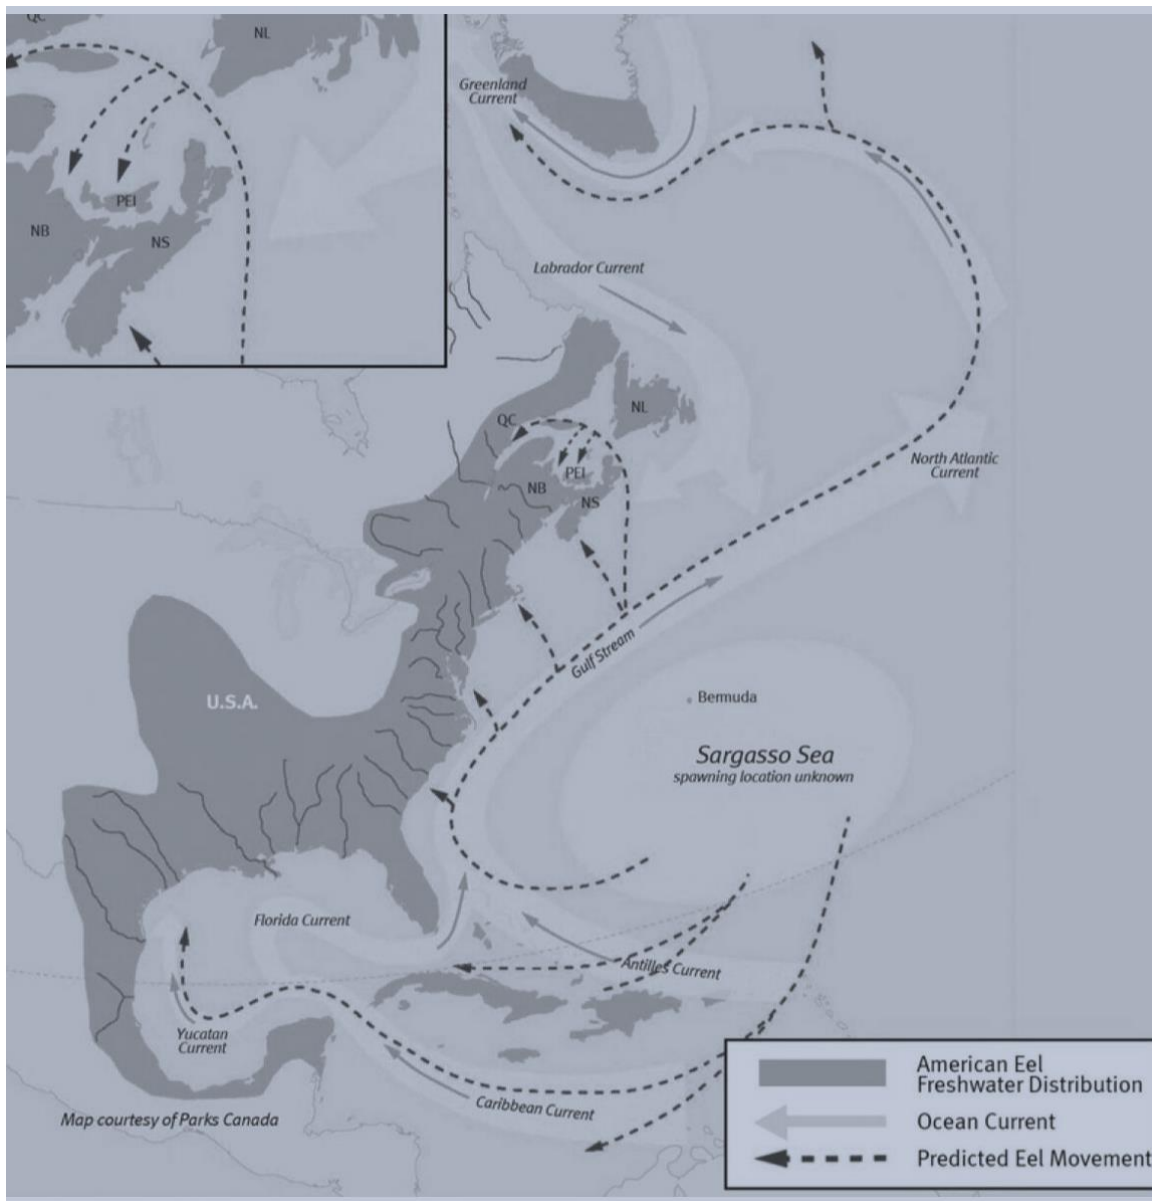 QC
NL
PEI
NB
NS
Greenland
Current
Labrador Current
QC
NL
PEI
NB
NS
North Atlantic
Current
Gulf Stream
U.S.A.
Bermuda
Sargasso Sea
spawning location unknown
Florida Current
Antilles Current
Yucatan
Current
Caribbean Current
Map courtesy of Parks Canada
American Eel
Freshwater Distribution
Ocean Current
Predicted Eel Movement